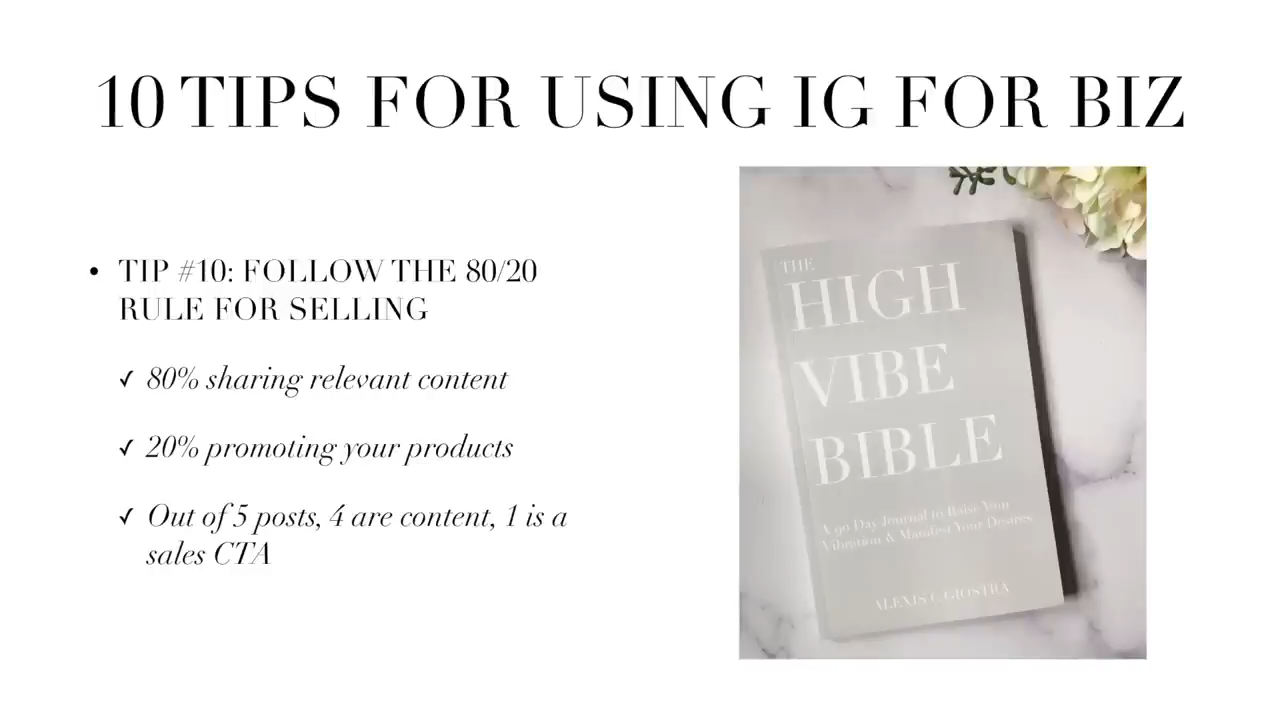 10 TIPS FOR USING IG FOR BIZ
• TIP #10: FOLLOW THE 80/20
RULE FOR SELLING
✓ 80% sharing relevant content
✓ 20% promoting your products
✓ Out of 5 posts, 4 are content, 1 is a
sales CTA
THE
HIGH
VIBE
BIBLE
A 90 Day Journal to Raise Your
Vibration & Manifest Your Desires
ALEXIS C GIOSTRA